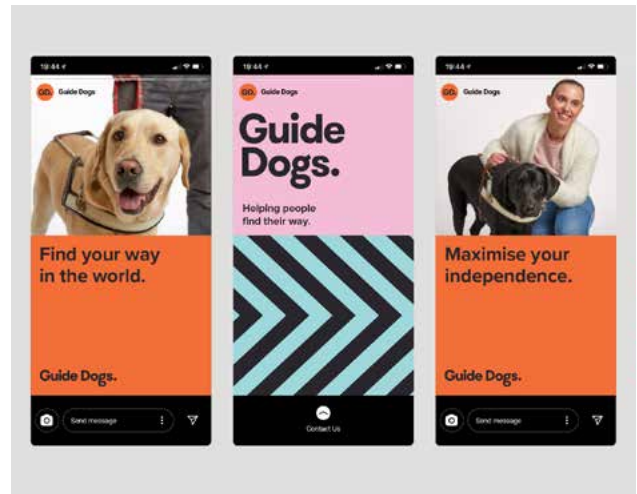 19:44
GD. Guide Dogs
Find your way
in the world.
Guide Dogs.
Send message
19:44
GD. Guide Dogs
Guide
Dogs.
Helping people
find their way.
Contact Us
19:44
GD. Guide Dogs
Maximise your
independence.
Guide Dogs.
Send message